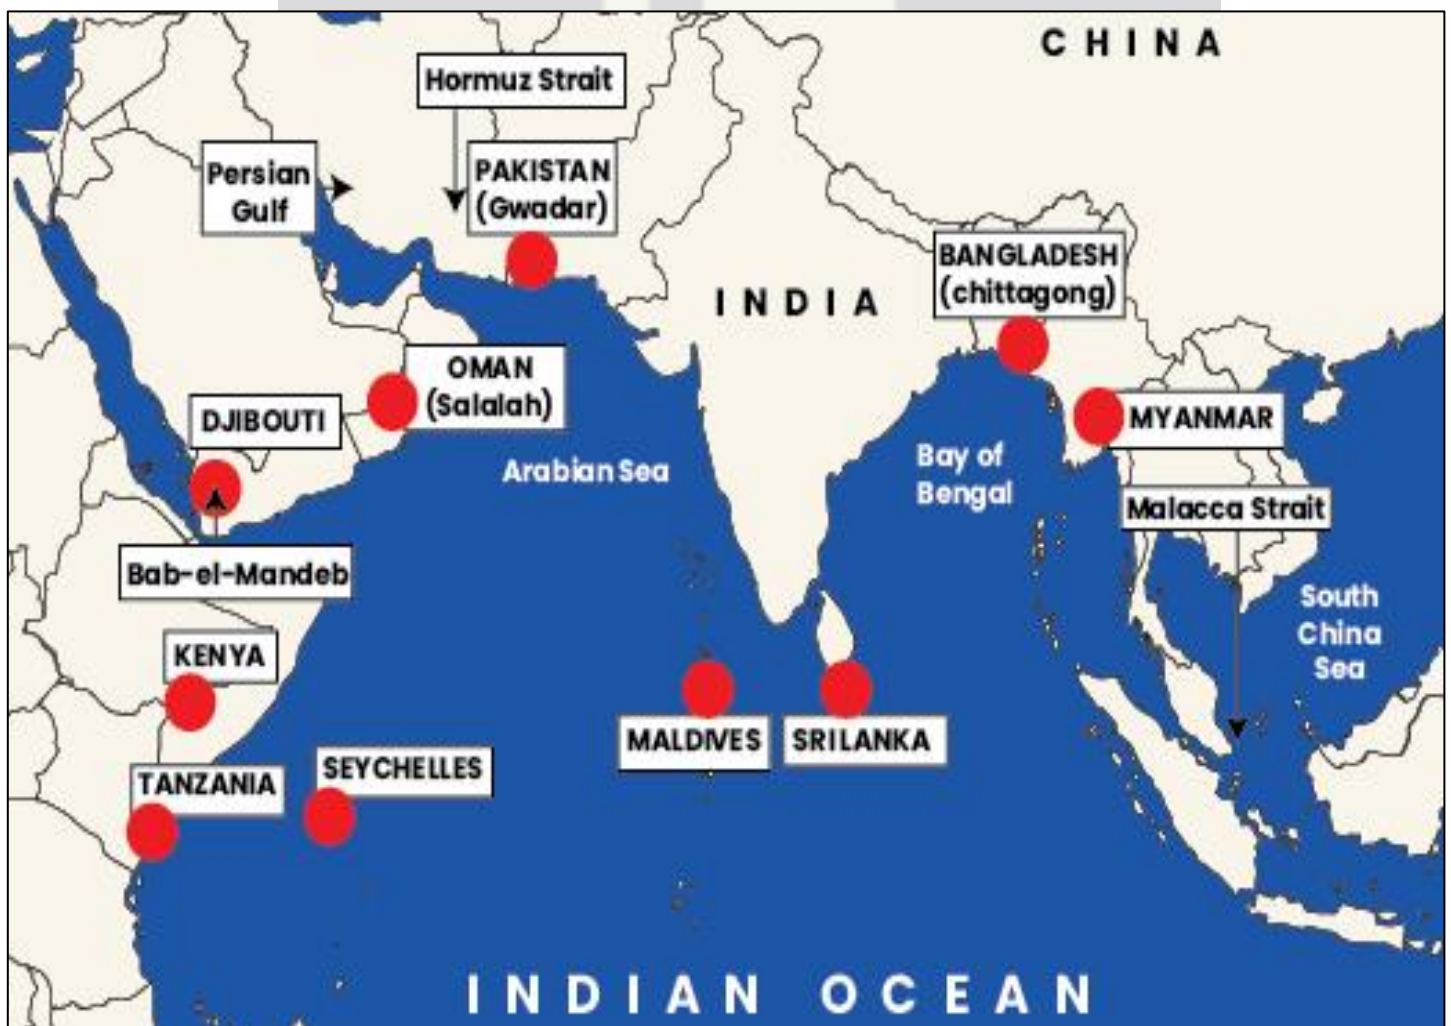 CHINA
Hormuz Strait
Persian
Gulf
PAKISTAN
(Gwadar)
BANGLADESH
(chittagong)
INDIA
OMAN
(Salalah)
DJIBOUTI
MYANMAR
Arabian Sea
Bay of
Bengal
Malacca Strait
Bab-el-Mandeb
South
China
Sea
KENYA
MALDIVES
SRILANKA
SEYCHELLES
TANZANIA
INDIAN OCEAN